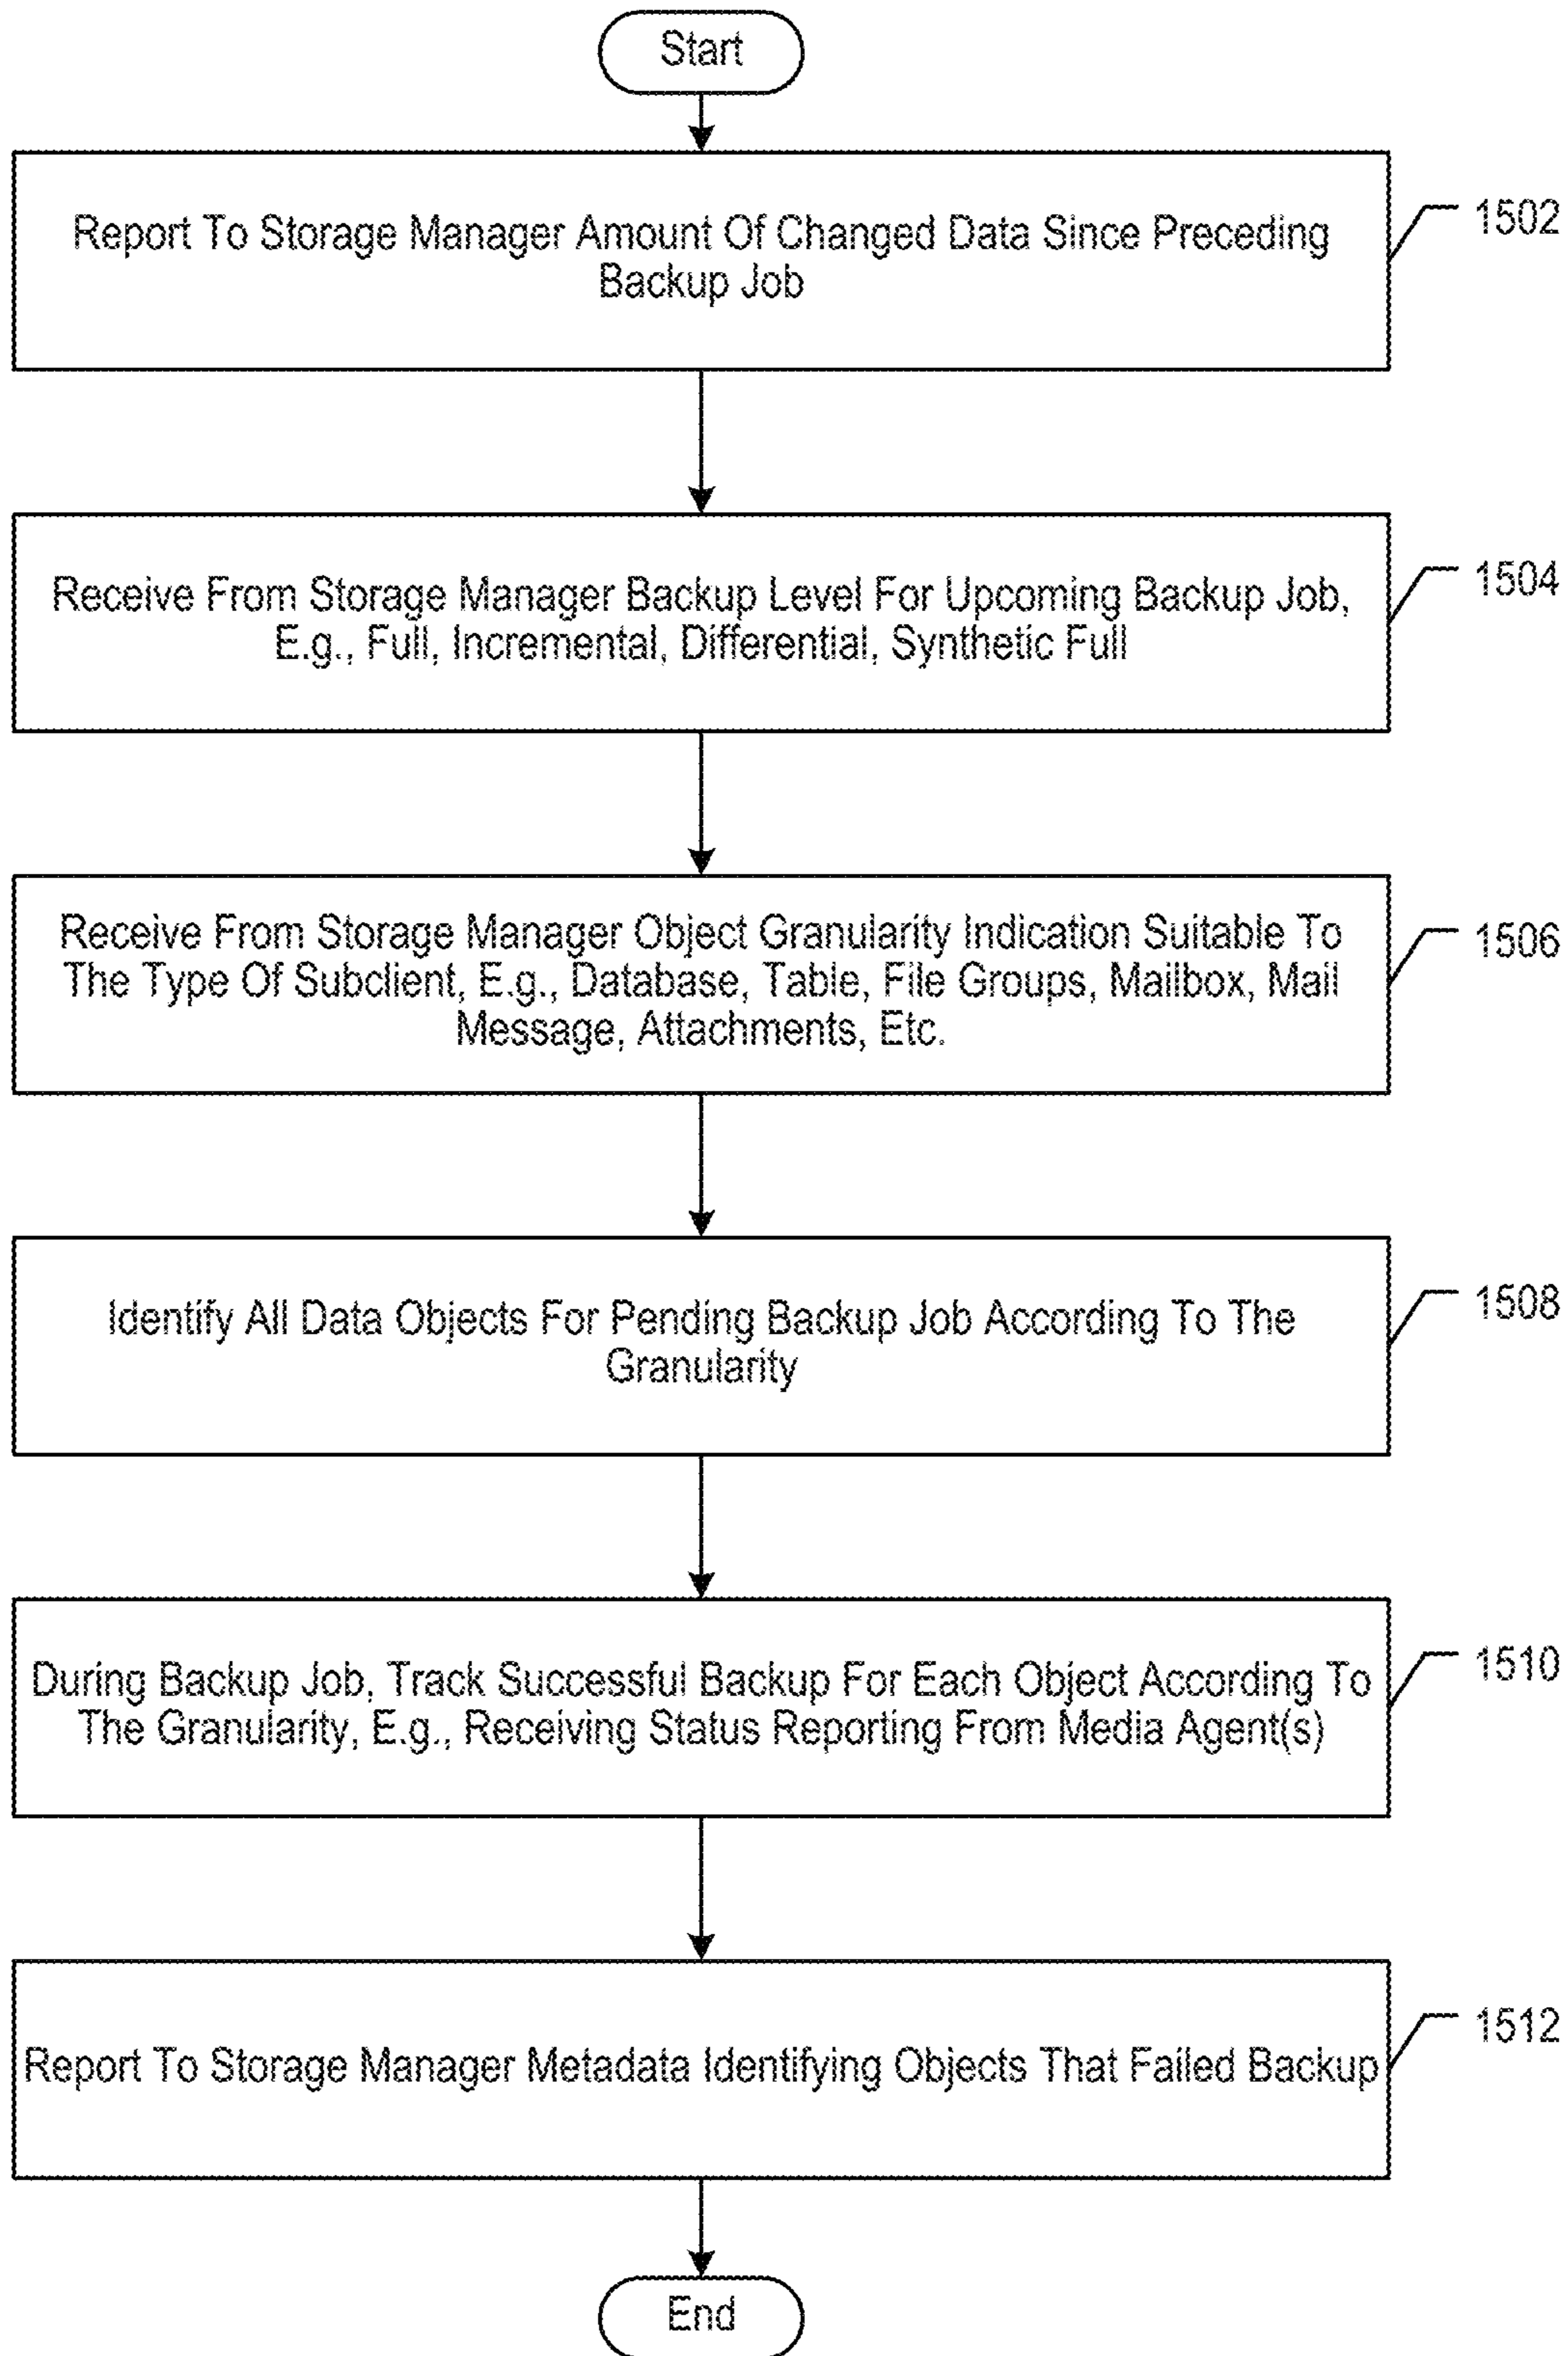 Start
Report To Storage Manager Amount Of Changed Data Since Preceding
Backup Job
1502
Receive From Storage Manager Backup Level For Upcoming Backup Job,
E.g., Full, Incremental, Differential, Synthetic Full
1504
Receive From Storage Manager Object Granularity Indication Suitable To
The Type Of Subclient, E.g., Database, Table, File Groups, Mailbox, Mail
Message, Attachments, Etc.
1506
Identify All Data Objects For Pending Backup Job According To The
Granularity
1508
During Backup Job, Track Successful Backup For Each Object According To
The Granularity, E.g., Receiving Status Reporting From Media Agent(s)
1510
Report To Storage Manager Metadata Identifying Objects That Failed Backup
1512
End